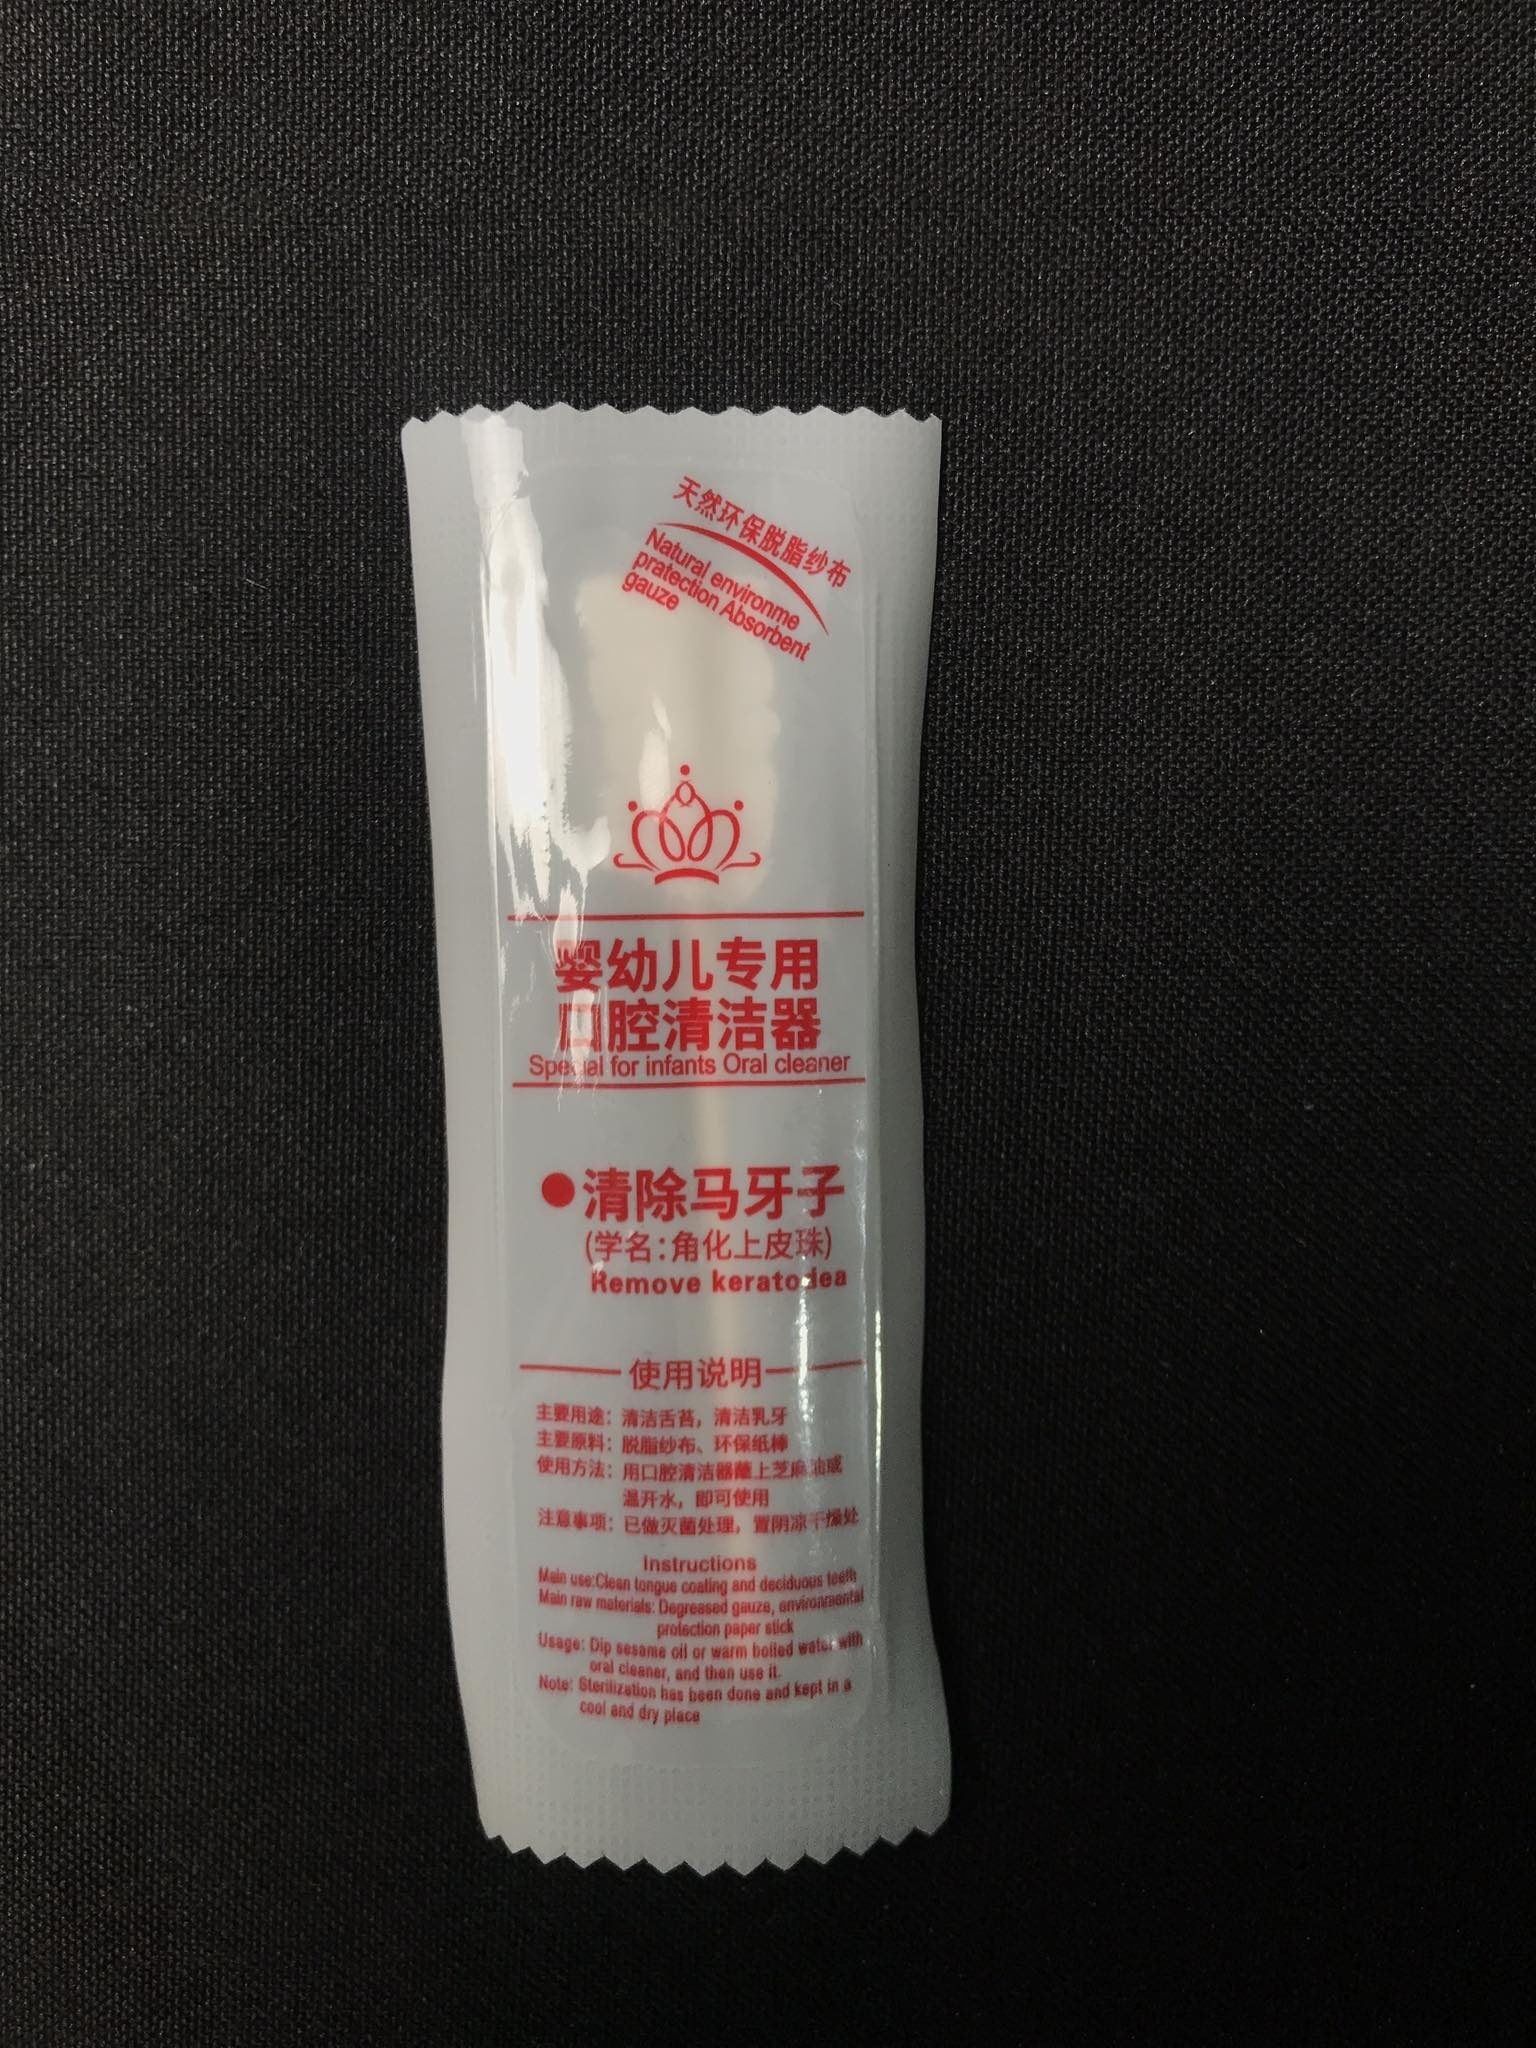 天然环保脱脂纱布
Natural environme
pratection Absorbent
gauze
婴幼儿专用
口腔清洁器
Special for infants Oral cleaner
●清除马牙子
(学名:角化上皮珠)
Remove keratodea
使用说明
主要用途：清洁舌苔，清洁乳牙
主要原料：脱脂纱布、环保纸棒
使用方法：用口腔清洁器蘸上芝麻油或
温开水，即可使用
注意事项：已做灭菌处理，置阴凉干燥处
Instructions
Main use:Clean tongue coating and deciduous teeth
Main raw materials: Degreased gauze, environmental
protection paper stick
Usage: Dip sesame oil or warm boiled water with
oral cleaner, and then use it.
Note: Sterilization has been done and kept in a
cool and dry place